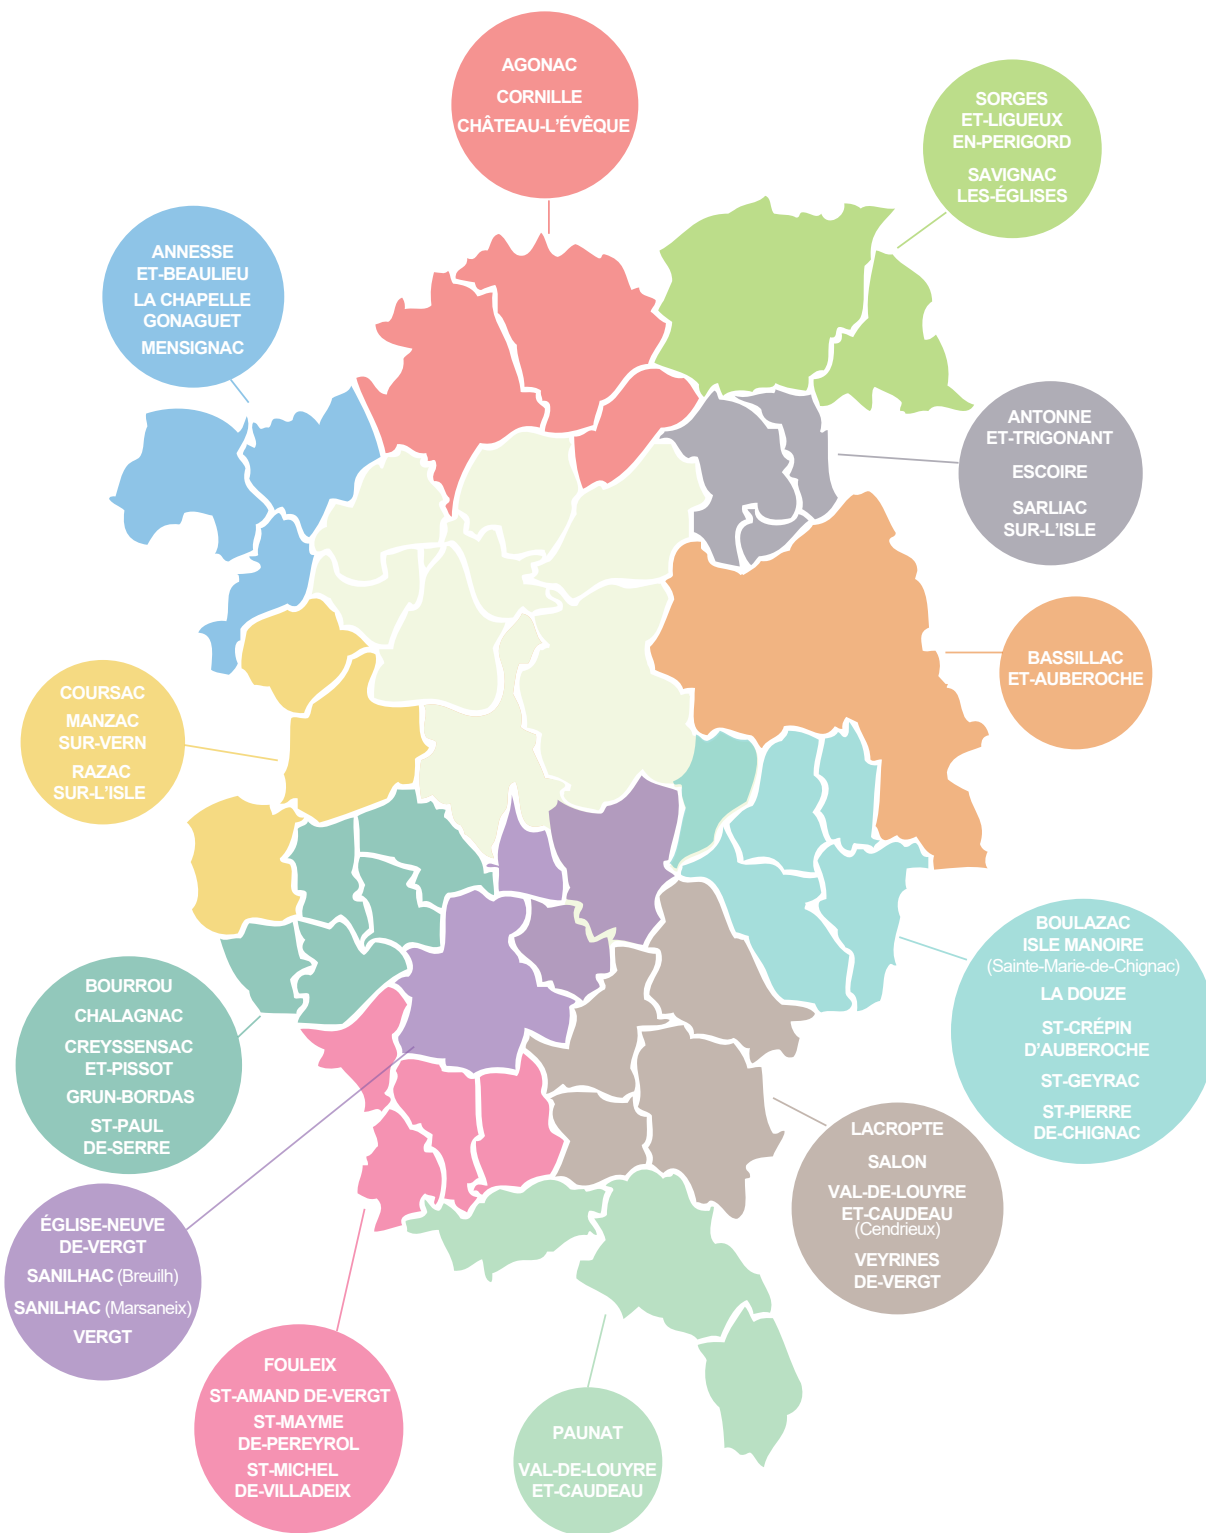 AGONAC
CORNILLE
CHÂTEAU-L'ÉVÊQUE
SORGES
ET-LIGUEUX
EN-PERIGORD
SAVIGNAC
LES-ÉGLISES
ANNESSE
ET-BEAULIEU
LA CHAPELLE
GONAGUET
MENSIGNAC
ANTONNE
ET-TRIGONANT
ESCOIRE
SARLIAC
SUR-L'ISLE
BASSILLAC
ET-AUBEROCHE
COURSAC
MANZAC
SUR-VERN
RAZAC
SUR-L'ISLE
BOULAZAC
ISLE MANOIRE
(Sainte-Marie-de-Chignac)
LA DOUZE
ST-CRÉPIN
D'AUBEROCHE
ST-GEYRAC
ST-PIERRE
DE-CHIGNAC
BOURROU
CHALAGNAC
CREYSSENSAC
ET-PISSOT
GRUN-BORDAS
ST-PAUL
DE-SERRE
LACROPTE
SALON
VAL-DE-LOUYRE
ET-CAUDEAU
(Cendrieux)
VEYRINES
DE-VERGT
ÉGLISE-NEUVE
DE-VERGT
SANILHAC (Breuilh)
SANILHAC (Marsaneix)
VERGT
FOULEIX
ST-AMAND DE-VERGT
ST-MAYME
DE-PEREYROL
ST-MICHEL
DE-VILLADEIX
PAUNAT
VAL-DE-LOUYRE
ET-CAUDEAU